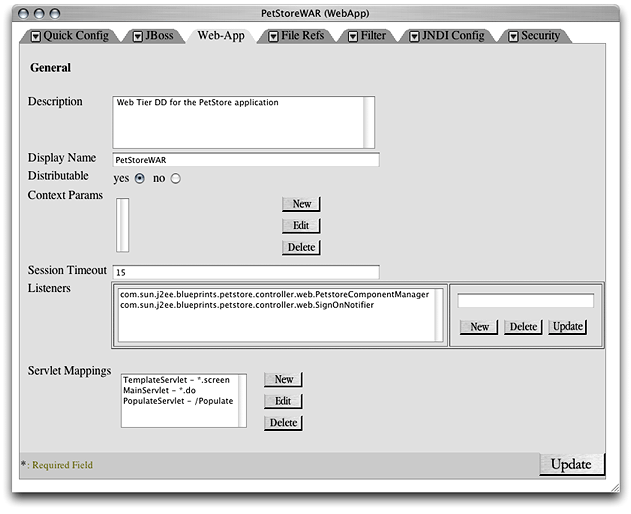 PetStoreWAR (WebApp)
Quick Config JBoss Web-App File Refs Filter JNDI Config Security
General
Description Web Tier DD for the PetStore application
Display Name PetStoreWAR
Distributable yes no
Context Params
New
Edit
Delete
Session Timeout 15
Listeners com.sun.j2ee.blueprints.petstore.controller.web.PetstoreComponentManager
com.sun.j2ee.blueprints.petstore.controller.web.SignOnNotifier
New Delete Update
Servlet Mappings TemplateServlet - *.screen New
MainServlet - *.do
PopulateServlet - /Populate Edit
Delete
*: Required Field Update